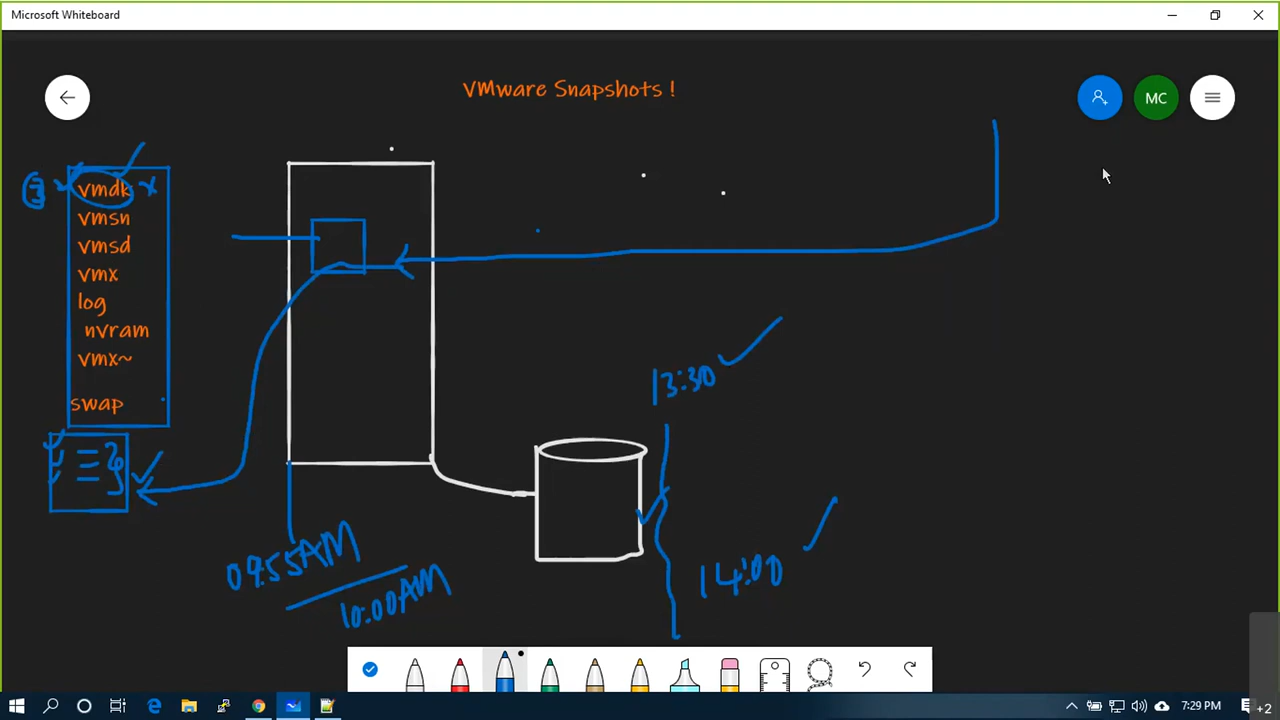 Microsoft Whiteboard
VMware Snapshots !
MC
vmdk x
vmsn
vmsd
vmx
log
nvram
vmx~
swap
13:30
09:55AM
10:00AM
14:00
7:29 PM
+2